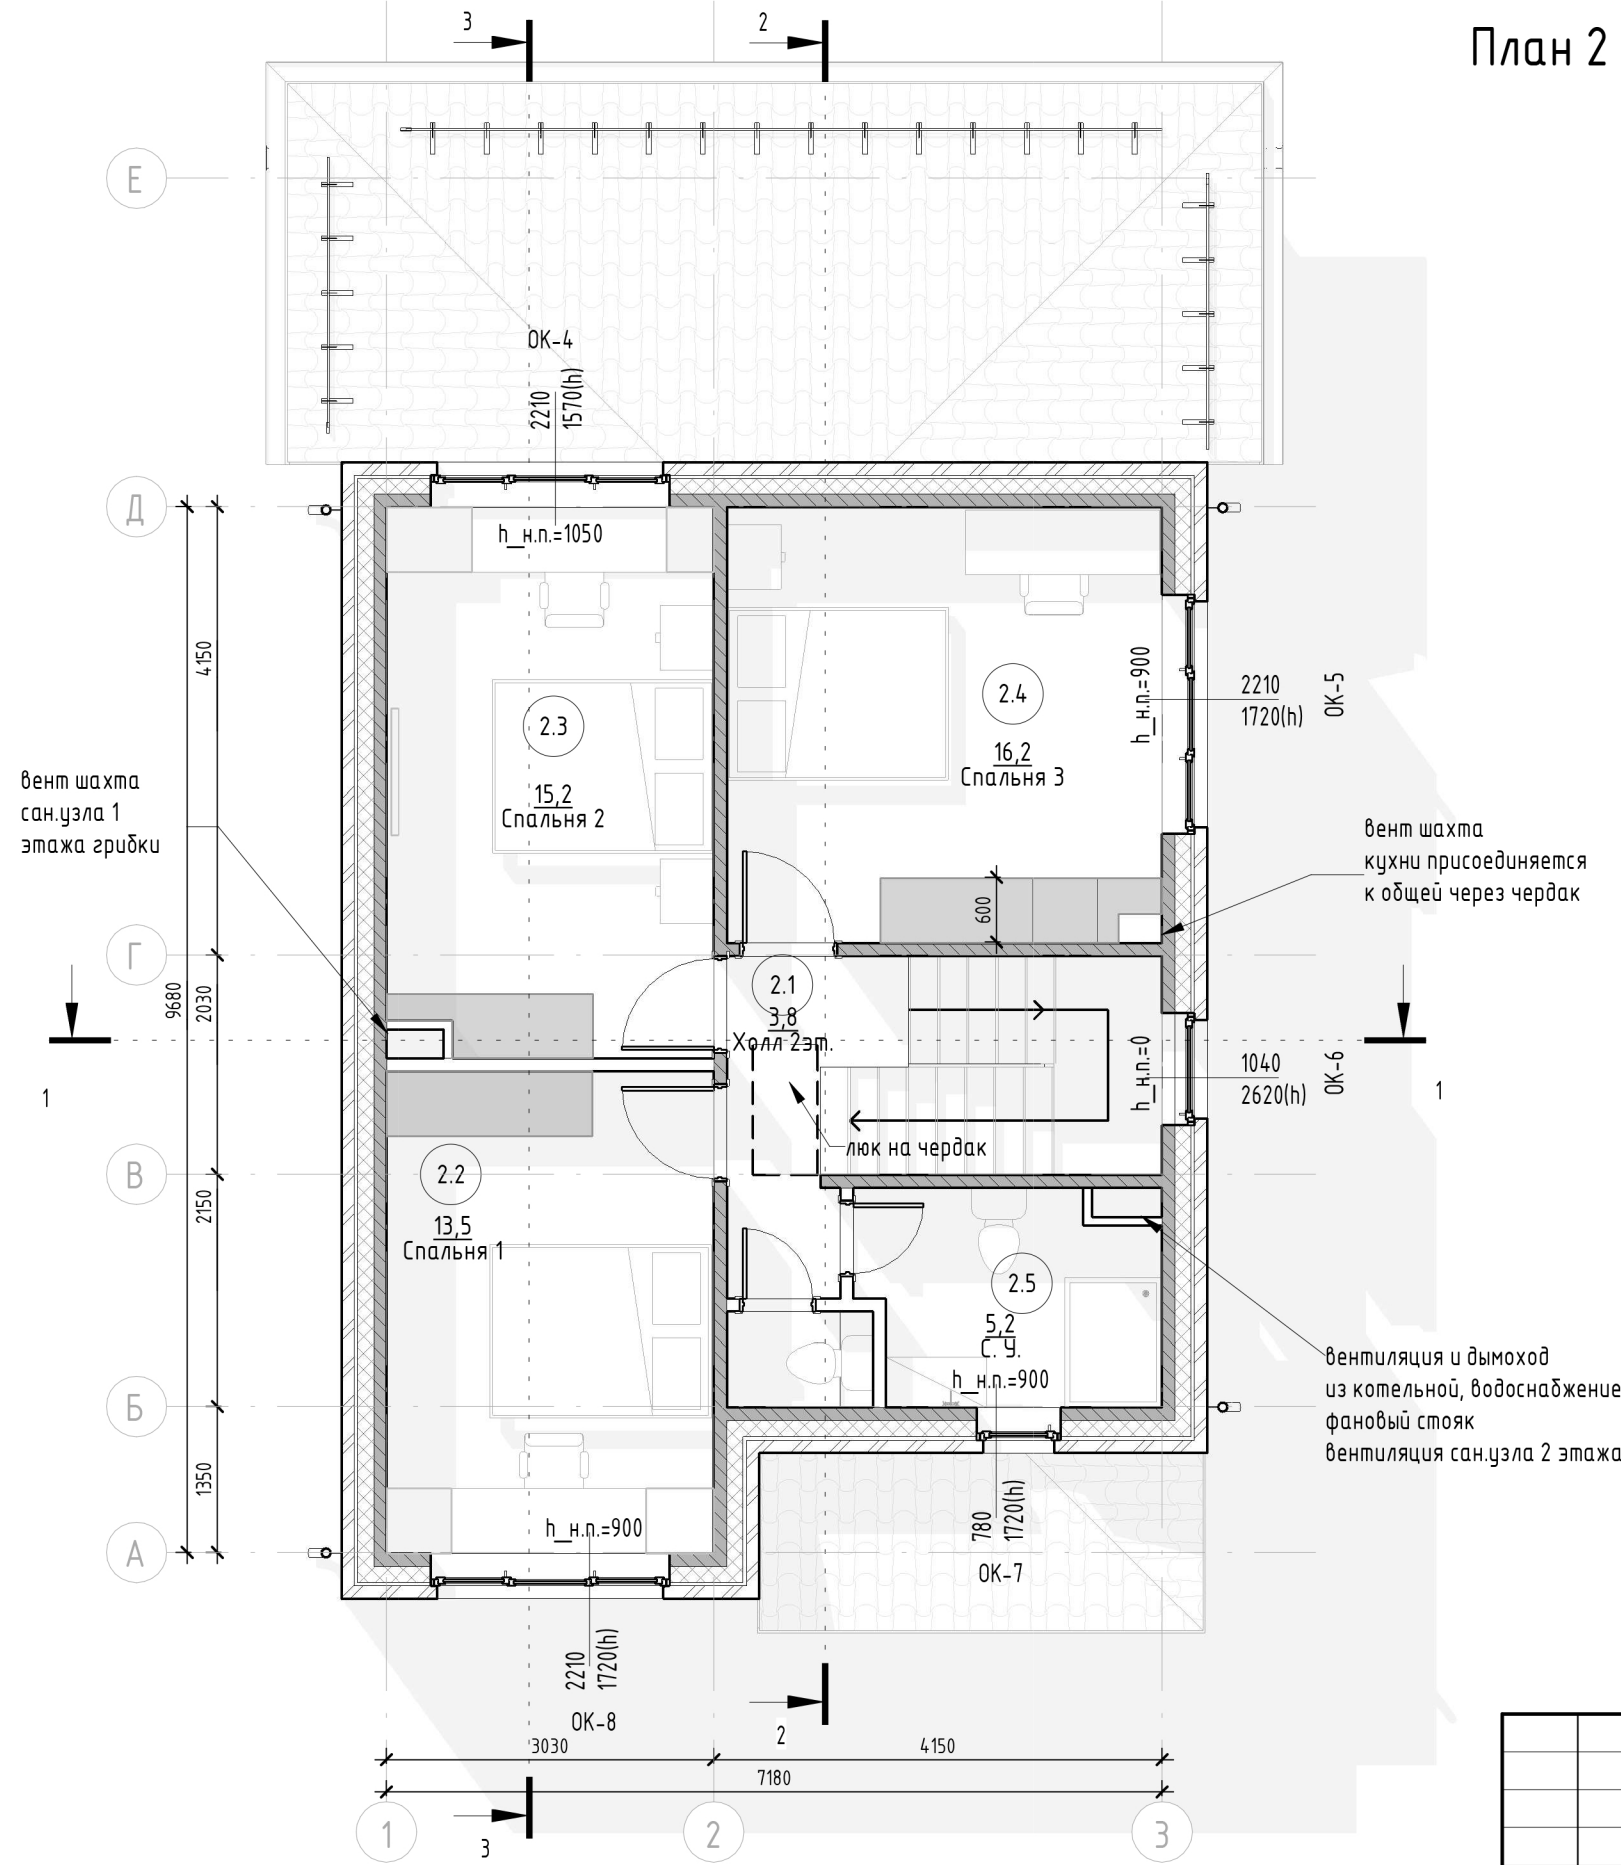 План 2
3
2
Е
ОК-4
2210
1570(h)
Д
h_н.п.=1050
4150
2.3
15,2
Спальня 2
2.4
16,2
Спальня 3
h_н.п.=900
2210
1720(h)
ОК-5
вент шахта
сан.узла 1
этажа грибки
вент шахта
кухни присоединяется
к общей через чердак
600
Г
9680
2030
2.1
3,8
Холл 2эт.
h_н.п.=0
1040
2620(h)
ОК-6
1
1
люк на чердак
В
2150
2.2
13,5
Спальня 1
2.5
5,2
С. У.
h_н.п.=900
вентиляция и дымоход
из котельной, водоснабжение
фановый стояк
вентиляция сан.узла 2 этажа
Б
1350
h_н.п.=900
780
1720(h)
ОК-7
А
2210
1720(h)
ОК-8
2
3030
4150
7180
3
1
2
3